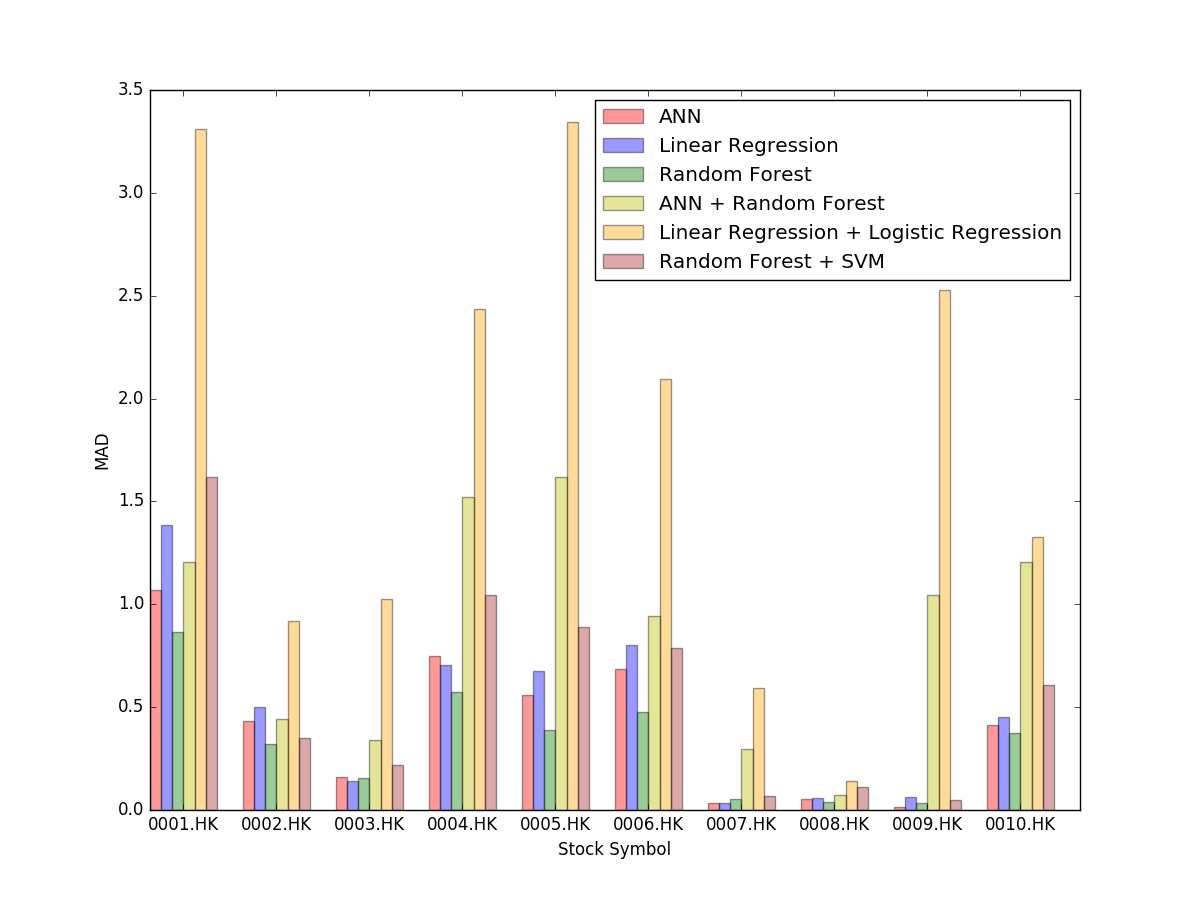 3.5
3.0
2.5
2.0
1.5
1.0
0.5
0.0
MAD
ANN
Linear Regression
Random Forest
ANN + Random Forest
Linear Regression + Logistic Regression
Random Forest + SVM
0001.HK 0002.HK 0003.HK 0004.HK 0005.HK 0006.HK 0007.HK 0008.HK 0009.HK 0010.HK
Stock Symbol